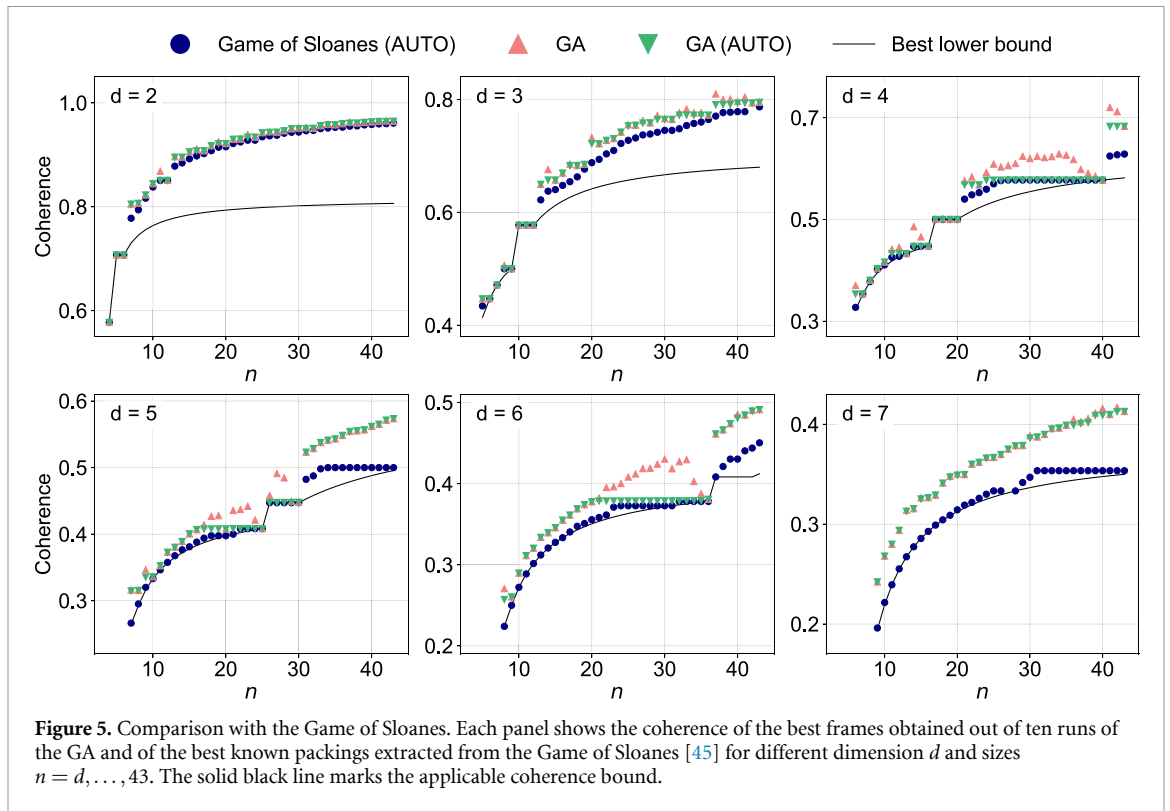 Game of Sloanes (AUTO) GA GA (AUTO) Best lower bound
d = 2 d = 3 d = 4
1.0
0.8
0.6
Coherence
10 20 30 40
n
0.8
0.6
0.4
10 20 30 40
n
0.7
0.5
0.3
10 20 30 40
n
d = 5 d = 6 d = 7
0.6
0.5
0.4
0.3
Coherence
10 20 30 40
n
0.5
0.4
0.3
0.2
10 20 30 40
n
0.4
0.3
0.2
10 20 30 40
n
Figure 5. Comparison with the Game of Sloanes. Each panel shows the coherence of the best frames obtained out of ten runs of
the GA and of the best known packings extracted from the Game of Sloanes [45] for different dimension d and sizes
n = d, . . . , 43. The solid black line marks the applicable coherence bound.